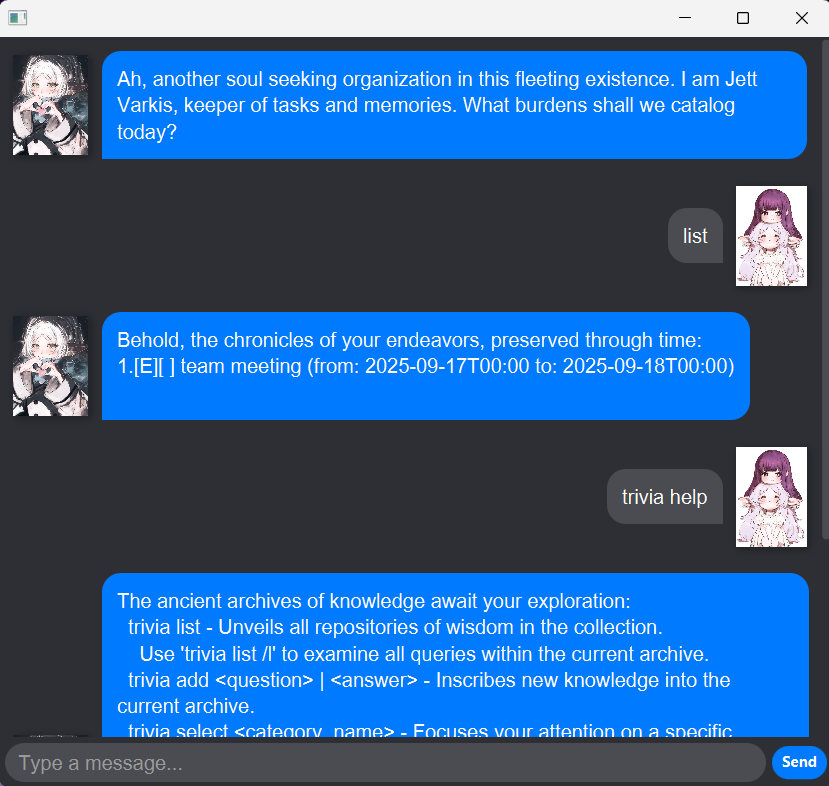 Ah, another soul seeking organization in this fleeting existence. I am Jett
Varkis, keeper of tasks and memories. What burdens shall we catalog
today?
list
Behold, the chronicles of your endeavors, preserved through time:
1.[E][ ] team meeting (from: 2025-09-17T00:00 to: 2025-09-18T00:00)
trivia help
The ancient archives of knowledge await your exploration:
trivia list - Unveils all repositories of wisdom in the collection.
Use 'trivia list /l' to examine all queries within the current archive.
trivia add <question> | <answer> - Inscribes new knowledge into the
current archive.
trivia select <category_name> - Focuses your attention on a specific
Type a message...
Send